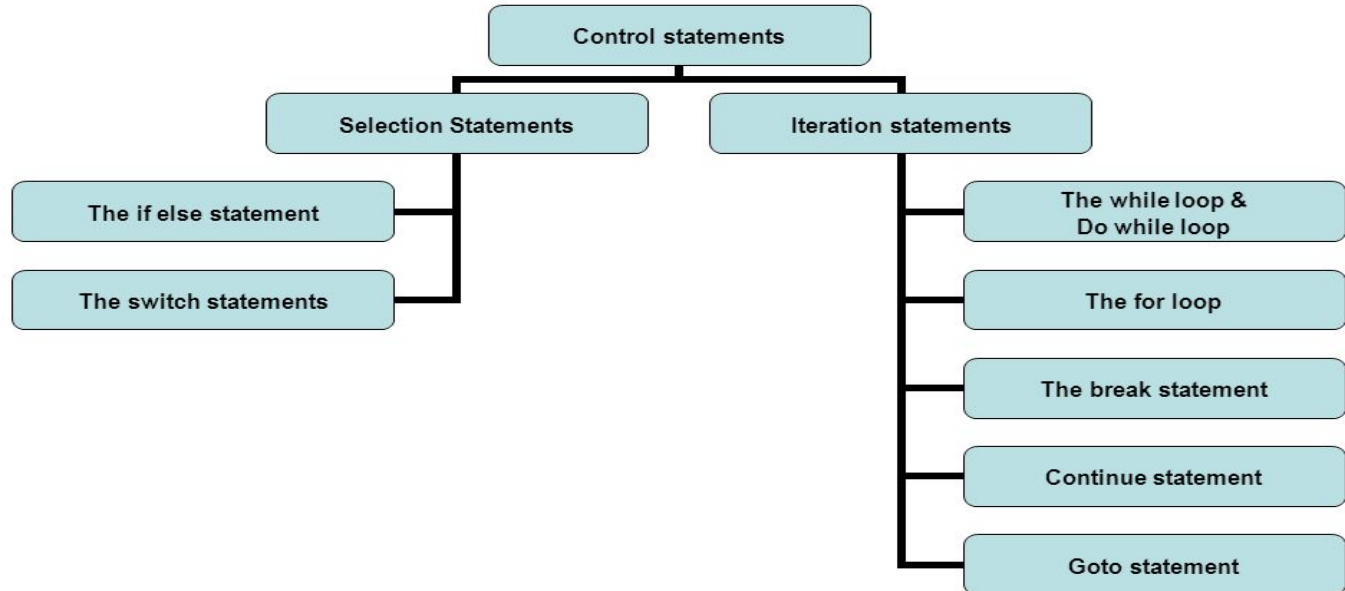 Control statements
Selection Statements
Iteration statements
The if else statement
The switch statements
The while loop &
Do while loop
The for loop
The break statement
Continue statement
Goto statement